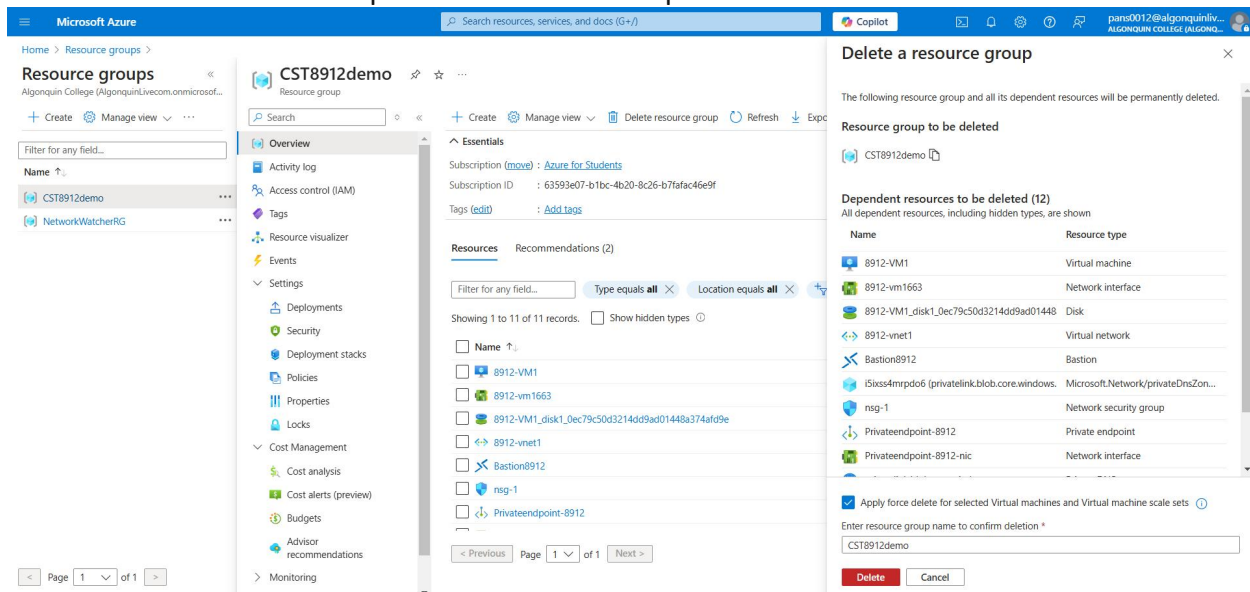 Microsoft Azure
Search resources, services, and docs (G+/)
Copilot
pans0012@algonquinliv...
ALGONQUIN COLLEGE (ALGONQ...
Home > Resource groups >
Resource groups
«
Algonquin College (AlgonquinLivecom.onmicrosof...
+ Create
Manage view
...
Filter for any field...
Name ↑↓
CST8912demo
...
NetworkWatcherRG
...
< Page 1 of 1 >
CST8912demo
...
Resource group
Search
«
Overview
Activity log
Access control (IAM)
Tags
Resource visualizer
Events
Settings
Deployments
Security
Deployment stacks
Policies
Properties
Locks
Cost Management
Cost analysis
Cost alerts (preview)
Budgets
Advisor
recommendations
Monitoring
+ Create
Manage view
Delete resource group
Refresh
Expo
Essentials
Subscription (move) : Azure for Students
Subscription ID : 63593e07-b1bc-4b20-8c26-b7fafac46e9f
Tags (edit) : Add tags
Resources
Recommendations (2)
Filter for any field...
Type equals all ×
Location equals all ×
Showing 1 to 11 of 11 records.
Show hidden types
Name ↑↓
8912-VM1
8912-vm1663
8912-VM1_disk1_0ec79c50d3214dd9ad01448a374afd9e
8912-vnet1
Bastion8912
nsg-1
Privateendpoint-8912
< Previous Page 1 of 1 Next >
Delete a resource group
×
The following resource group and all its dependent resources will be permanently deleted.
Resource group to be deleted
CST8912demo
Dependent resources to be deleted (12)
All dependent resources, including hidden types, are shown
Name Resource type
8912-VM1 Virtual machine
8912-vm1663 Network interface
8912-VM1_disk1_0ec79c50d3214dd9ad01448 Disk
8912-vnet1 Virtual network
Bastion8912 Bastion
i5ixss4mrpdo6 (privatelink.blob.core.windows. Microsoft.Network/privateDnsZon...
nsg-1 Network security group
Privateendpoint-8912 Private endpoint
Privateendpoint-8912-nic Network interface
Apply force delete for selected Virtual machines and Virtual machine scale sets
Enter resource group name to confirm deletion *
CST8912demo
Delete
Cancel